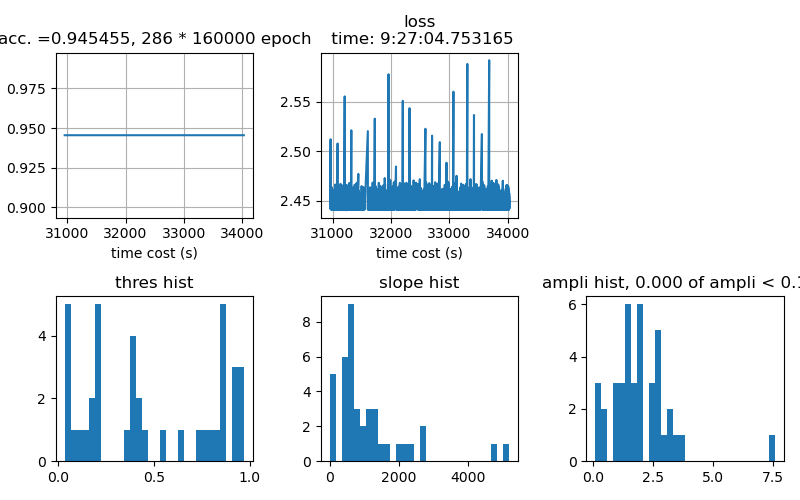 acc. =0.945455, 286 * 160000 epoch
0.975
0.950
0.925
0.900
31000 32000 33000 34000
time cost (s)
loss
time: 9:27:04.753165
2.55
2.50
2.45
31000 32000 33000 34000
time cost (s)
thres hist
4
2
0
0.0 0.5 1.0
slope hist
8
6
4
2
0
0 2000 4000
ampli hist, 0.000 of ampli < 0.1
6
4
2
0
0.0 2.5 5.0 7.5